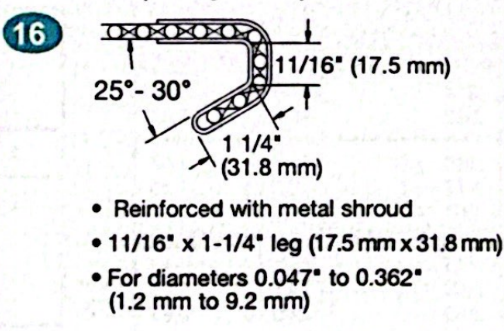 16
11/16" (17.5 mm)
25°- 30°
1 1/4"
(31.8 mm)
• Reinforced with metal shroud
• 11/16" x 1-1/4" leg (17.5 mm x 31.8 mm)
• For diameters 0.047" to 0.362"
(1.2 mm to 9.2 mm)